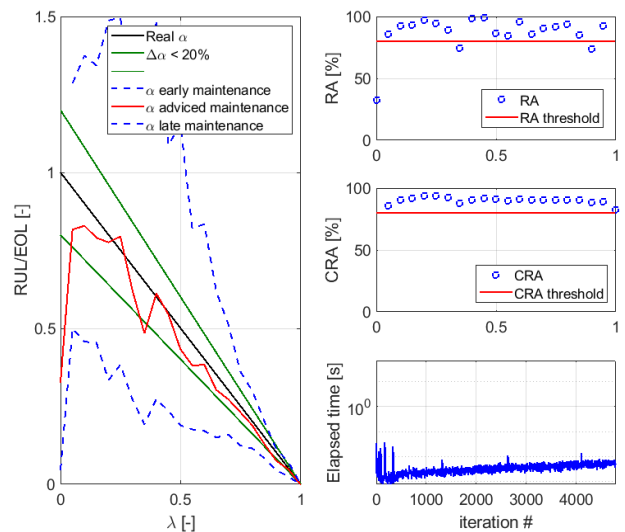 1.5
1
0.5
0
0
0.5
1
RUL/EOL [-]
λ [-]
Real α
Δα < 20%
α early maintenance
α adviced maintenance
α late maintenance
100
50
0
0
0.5
1
RA [%]
RA
RA threshold
100
50
0
0
0.5
1
CRA [%]
CRA
CRA threshold
10⁰
Elapsed time [s]
0
1000
2000
3000
4000
iteration #